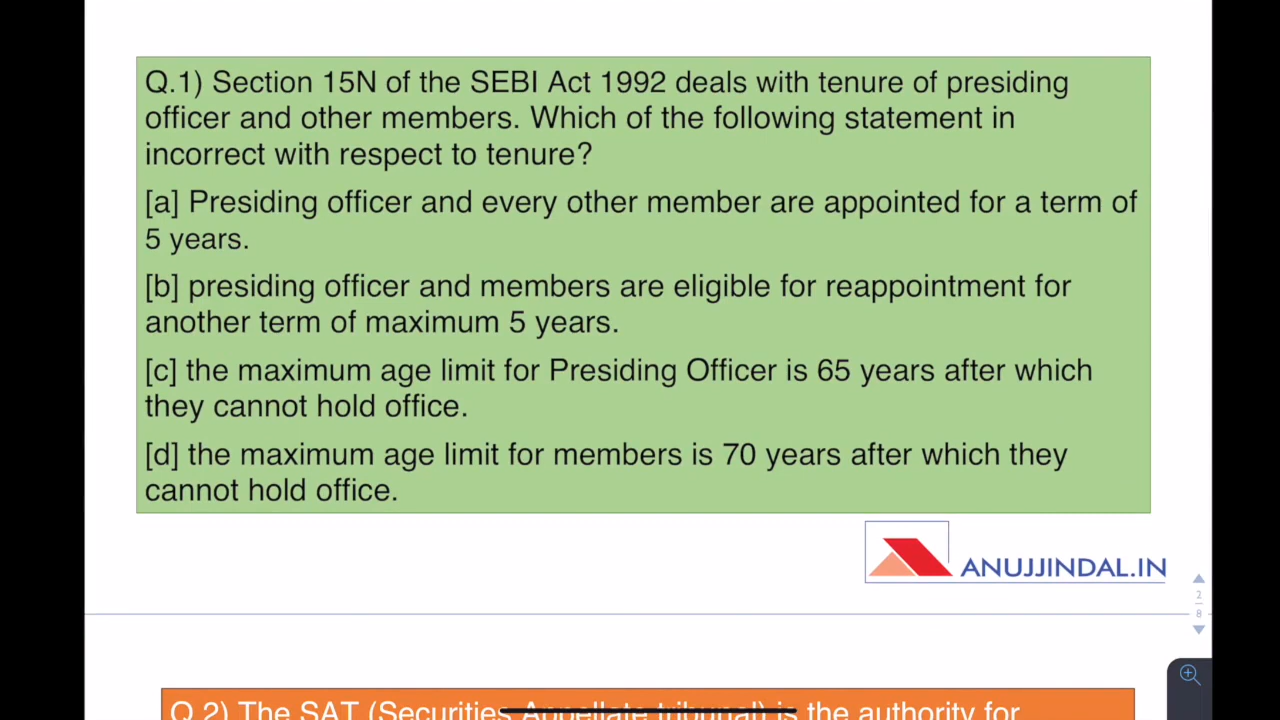 Q.1) Section 15N of the SEBI Act 1992 deals with tenure of presiding
officer and other members. Which of the following statement in
incorrect with respect to tenure?
[a] Presiding officer and every other member are appointed for a term of
5 years.
[b] presiding officer and members are eligible for reappointment for
another term of maximum 5 years.
[c] the maximum age limit for Presiding Officer is 65 years after which
they cannot hold office.
[d] the maximum age limit for members is 70 years after which they
cannot hold office.
ANUJJINDAL.IN
2
8
Q.2) The SAT (Securities Appellate tribunal) is the authority for